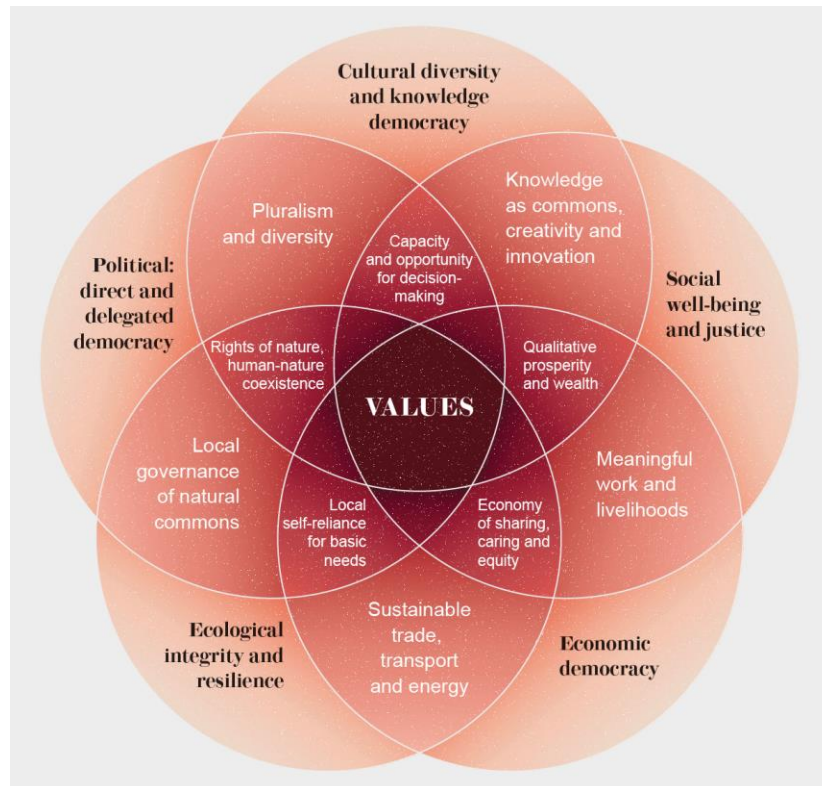 Cultural diversity
and knowledge
democracy
Pluralism
and diversity
Knowledge
as commons,
creativity and
innovation
Capacity
and opportunity
for decision-
making
Political:
direct and
delegated
democracy
Social
well-being
and justice
Rights of nature,
human-nature
coexistence
Qualitative
prosperity
and wealth
VALUES
Local
governance
of natural
commons
Meaningful
work and
livelihoods
Local
self-reliance
for basic
needs
Economy
of sharing,
caring and
equity
Sustainable
trade,
transport
and energy
Ecological
integrity and
resilience
Economic
democracy